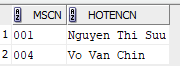 MSCN HOTENCN
1 001 Nguyen Thi Suu
2 004 Vo Van Chin